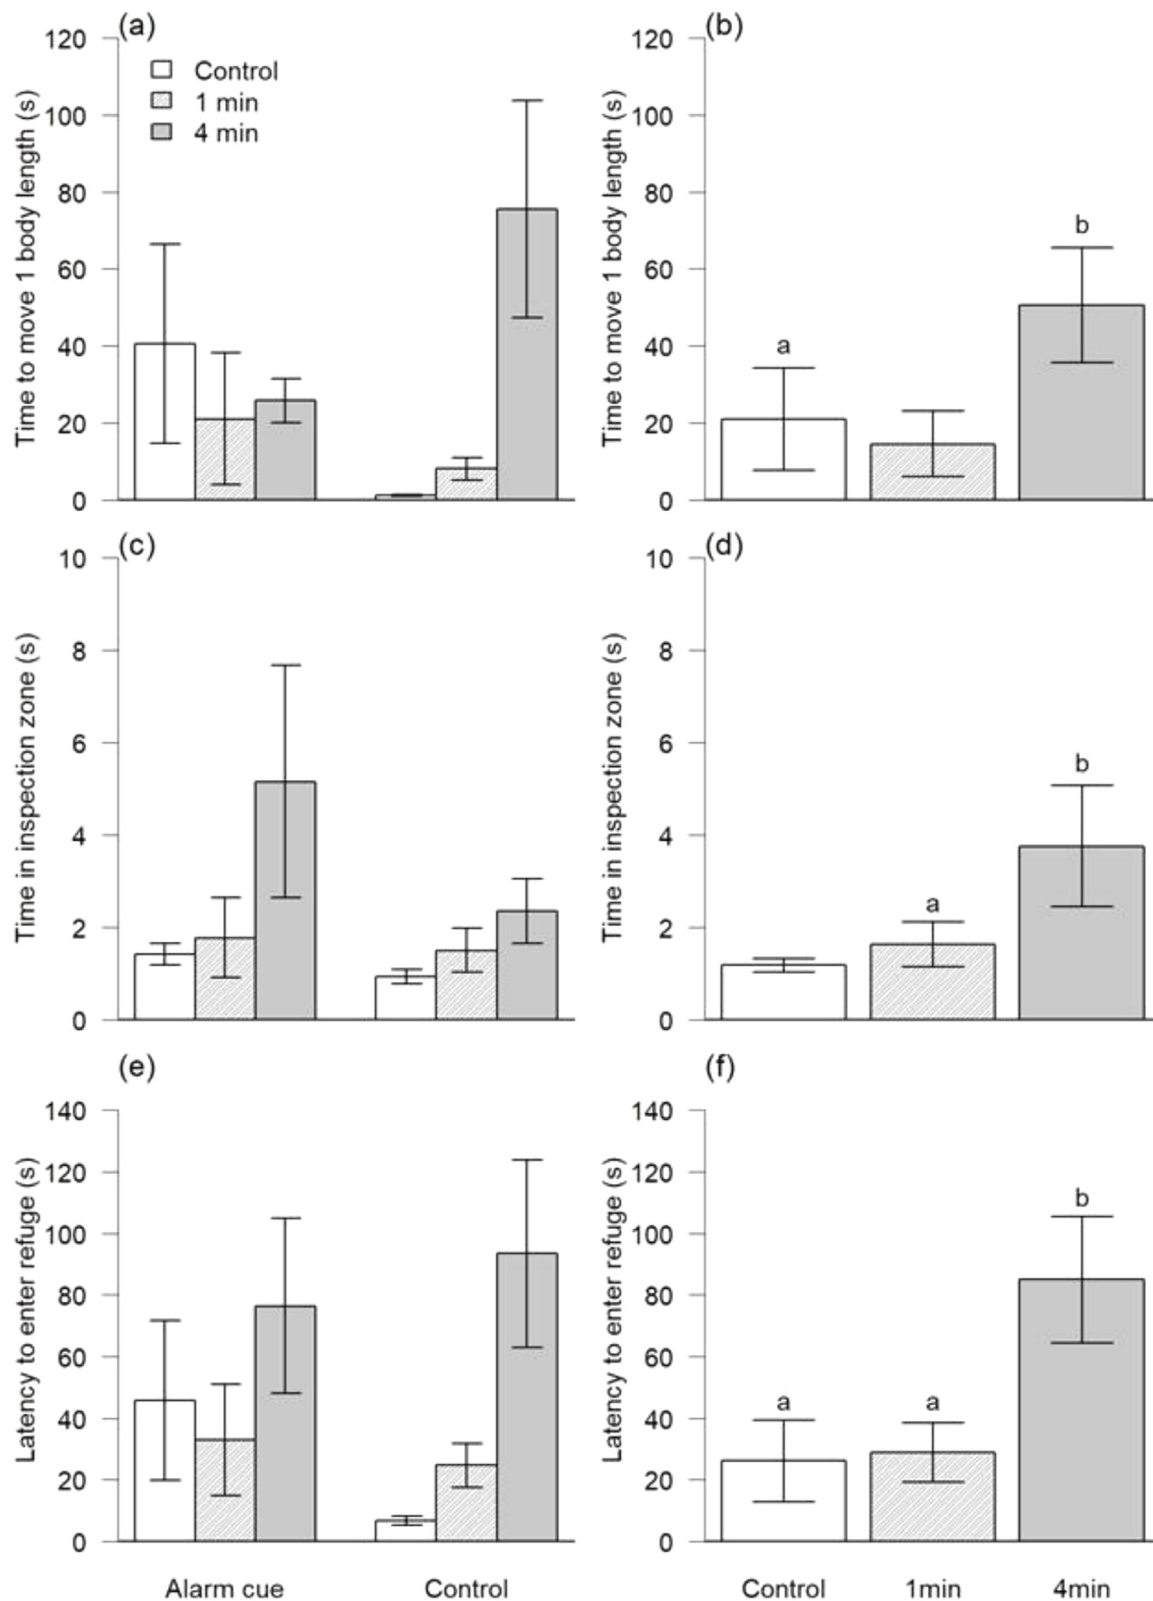 (a)
120
100
80
60
40
20
0
Time to move 1 body length (s)
Control
1 min
4 min
(b)
120
100
80
60
40
20
0
Time to move 1 body length (s)
a
b
(c)
10
8
6
4
2
0
Time in inspection zone (s)
(d)
10
8
6
4
2
0
Time in inspection zone (s)
a
b
(e)
140
120
100
80
60
40
20
0
Latency to enter refuge (s)
Alarm cue
Control
(f)
140
120
100
80
60
40
20
0
Latency to enter refuge (s)
a
a
b
Control
1min
4min